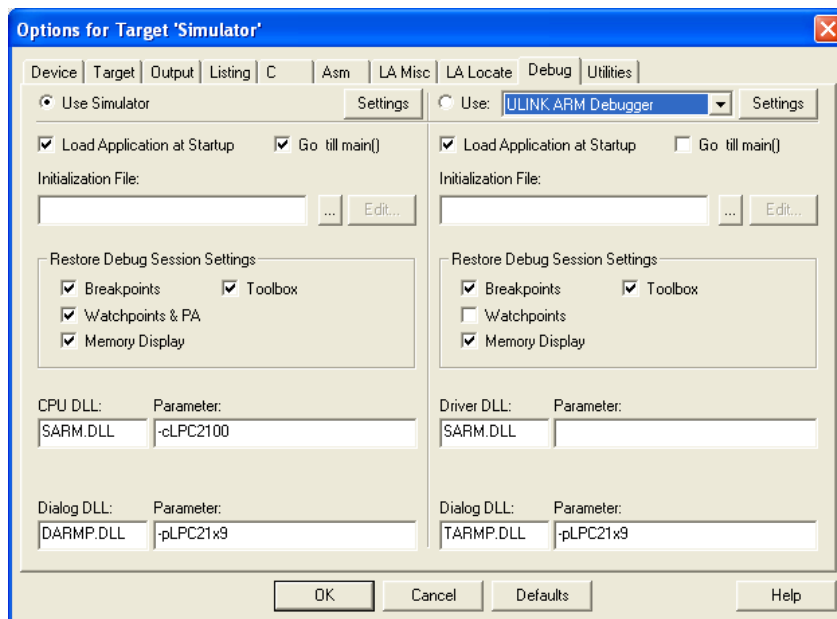 Options for Target 'Simulator'
Device Target Output Listing C Asm LA Misc LA Locate Debug Utilities
Use Simulator Settings Use: ULINK ARM Debugger Settings
Load Application at Startup Go till main() Load Application at Startup Go till main()
Initialization File: Initialization File:
... Edit... ... Edit...
Restore Debug Session Settings Restore Debug Session Settings
Breakpoints Toolbox Breakpoints Toolbox
Watchpoints & PA Watchpoints
Memory Display Memory Display
CPU DLL: Parameter: Driver DLL: Parameter:
SARM.DLL -cLPC2100 SARM.DLL
Dialog DLL: Parameter: Dialog DLL: Parameter:
DARMP.DLL -pLPC21x9 TARMP.DLL -pLPC21x9
OK Cancel Defaults Help